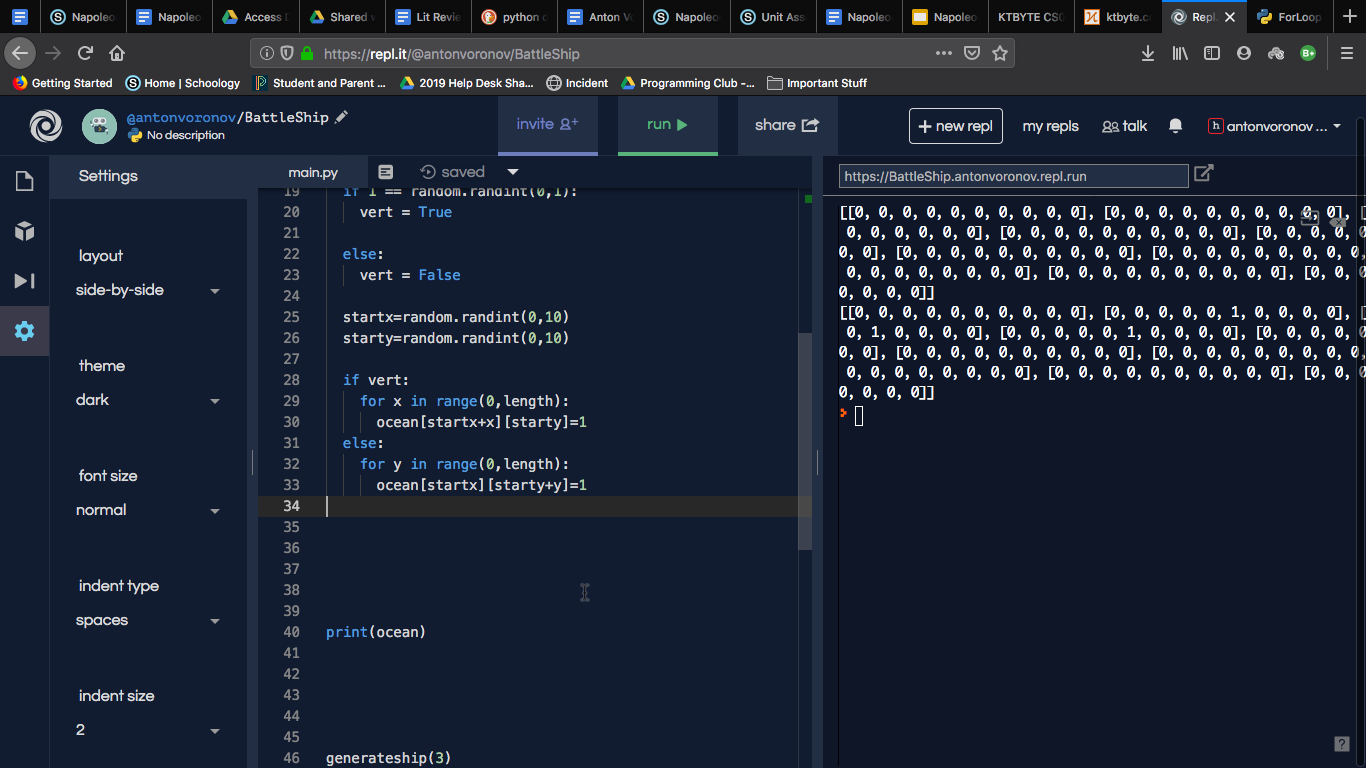 Napoleo
Napoleo
Access D
Shared w
Lit Revie
python c
Anton Vo
Napoleo
Unit Ass
Napoleo
Napoleo
KTBYTE CSC
ktbyte.co
Repl.
ForLoop
https://repl.it/@antonvoronov/BattleShip
Getting Started
Home | Schoology
Student and Parent ...
2019 Help Desk Sha...
Incident
Programming Club -...
Important Stuff
@antonvoronov/BattleShip
No description
invite
run
share
+ new repl
my repls
talk
h antonvoronov ...
Settings
layout
side-by-side
theme
dark
font size
normal
indent type
spaces
indent size
2
main.py
saved
19 if 1 == random.randint(0,1):
20 vert = True
21
22 else:
23 vert = False
24
25 startx=random.randint(0,10)
26 starty=random.randint(0,10)
27
28 if vert:
29 for x in range(0,length):
30 ocean[startx+x][starty]=1
31 else:
32 for y in range(0,length):
33 ocean[startx][starty+y]=1
34
35
36
37
38
39
40 print(ocean)
41
42
43
44
45
46 generateship(3)
https://BattleShip.antonvoronov.repl.run
[[0, 0, 0, 0, 0, 0, 0, 0, 0, 0], [0, 0, 0, 0, 0, 0, 0, 0, 0, 0], [
0, 0, 0, 0, 0, 0], [0, 0, 0, 0, 0, 0, 0, 0, 0, 0], [0, 0, 0, 0, 0
0, 0], [0, 0, 0, 0, 0, 0, 0, 0, 0, 0], [0, 0, 0, 0, 0, 0, 0, 0,
0, 0, 0, 0, 0, 0, 0, 0], [0, 0, 0, 0, 0, 0, 0, 0, 0, 0], [0, 0, 0
0, 0, 0, 0]]
[[0, 0, 0, 0, 0, 0, 0, 0, 0, 0], [0, 0, 0, 0, 0, 1, 0, 0, 0, 0], [
0, 1, 0, 0, 0, 0], [0, 0, 0, 0, 0, 1, 0, 0, 0, 0], [0, 0, 0, 0, 0
0, 0], [0, 0, 0, 0, 0, 0, 0, 0, 0, 0], [0, 0, 0, 0, 0, 0, 0, 0, 0,
0, 0, 0, 0, 0, 0, 0, 0], [0, 0, 0, 0, 0, 0, 0, 0, 0, 0], [0, 0, 0
0, 0, 0, 0]]